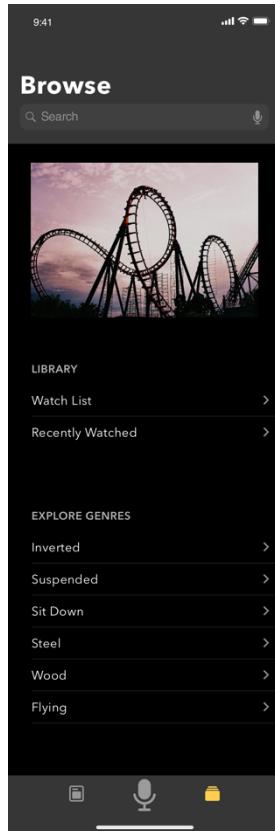 9:41
Browse
Search
LIBRARY
Watch List
Recently Watched
EXPLORE GENRES
Inverted
Suspended
Sit Down
Steel
Wood
Flying